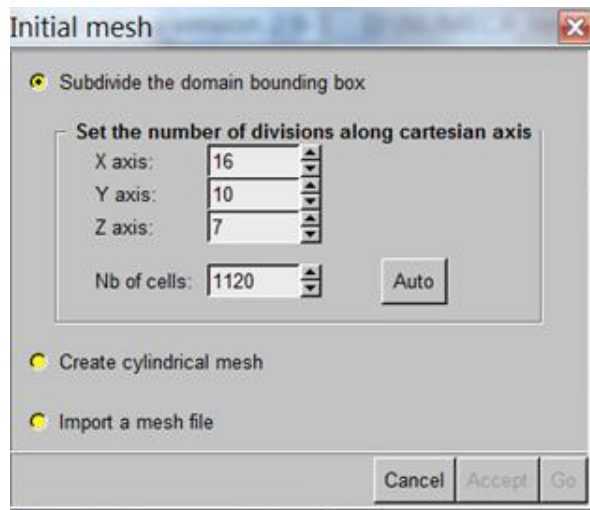 Initial mesh
Subdivide the domain bounding box
Set the number of divisions along cartesian axis
X axis: 16
Y axis: 10
Z axis: 7
Nb of cells: 1120 Auto
Create cylindrical mesh
Import a mesh file
Cancel Accept Go